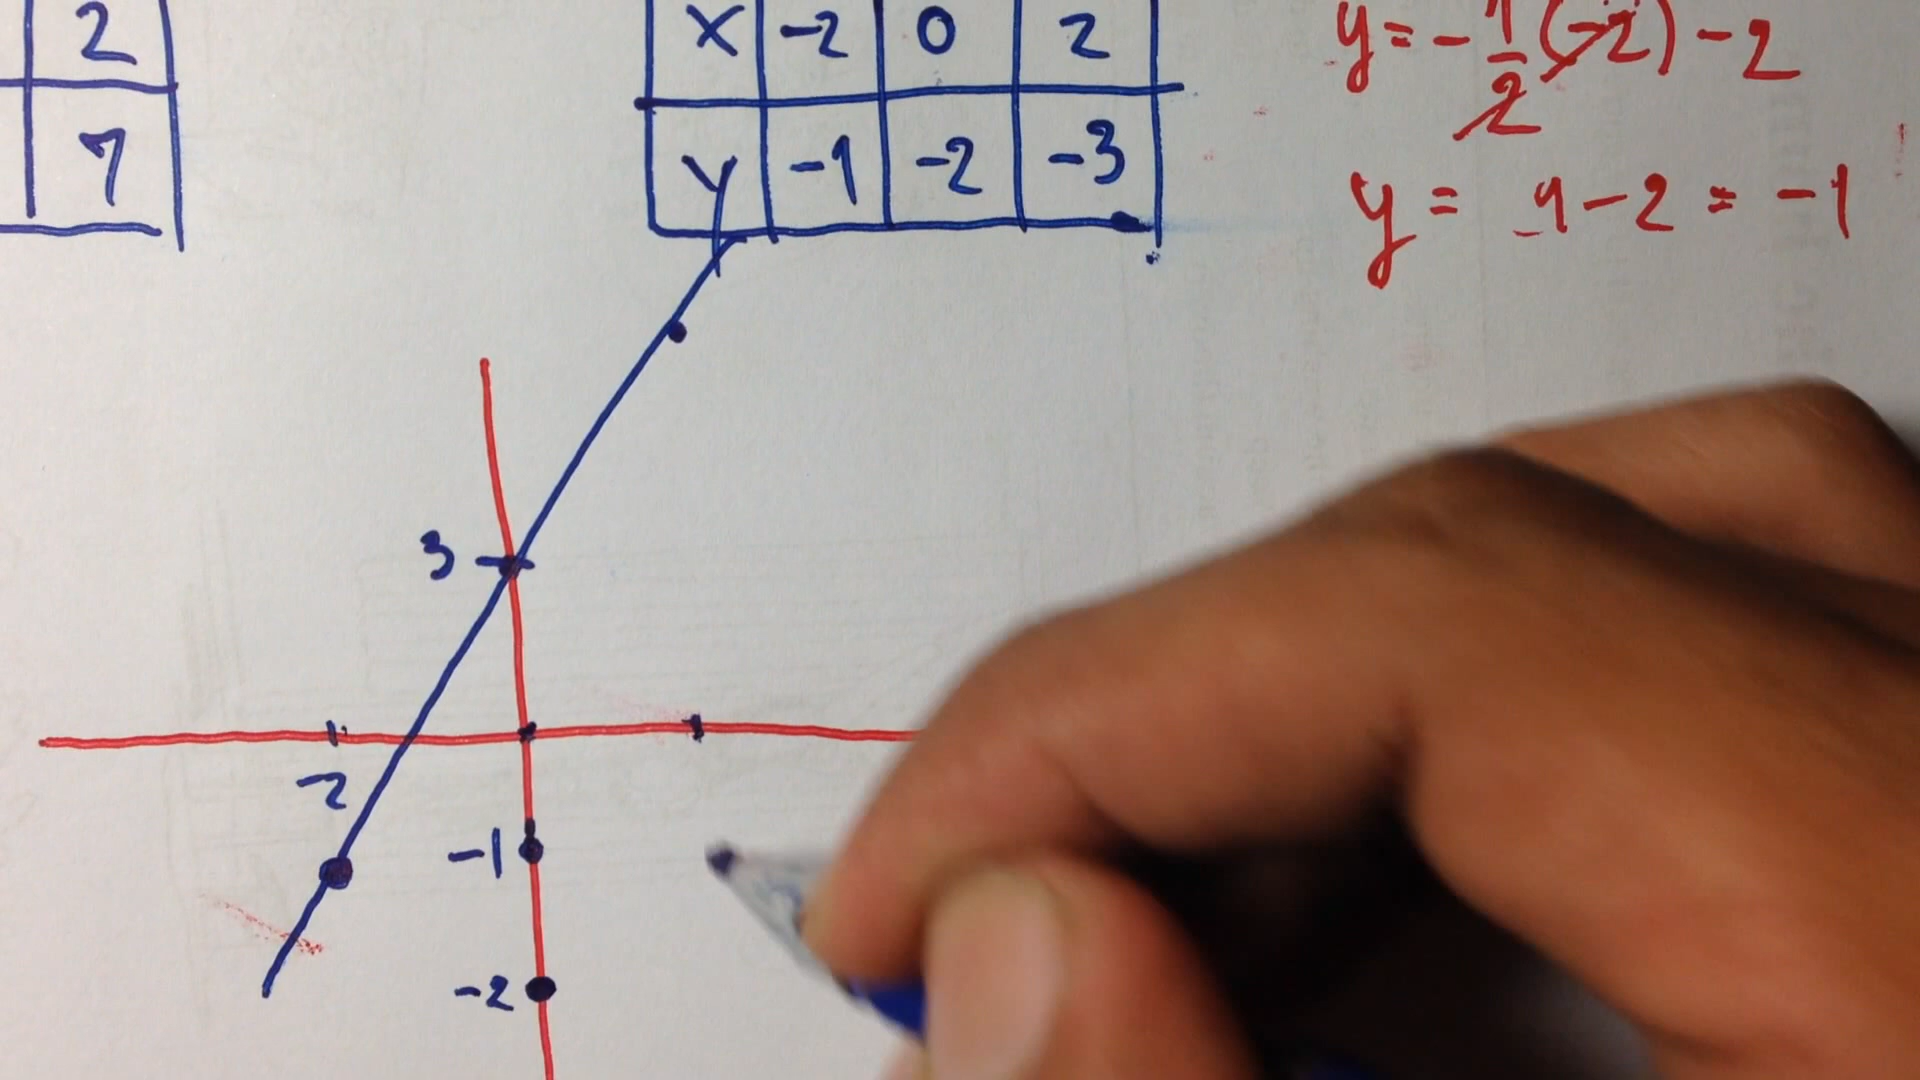 2
7
x -2 0 2
y -1 -2 -3
y = - 1/2 (-2) - 2
y = 1 - 2 = -1
3
-2
-1
-2